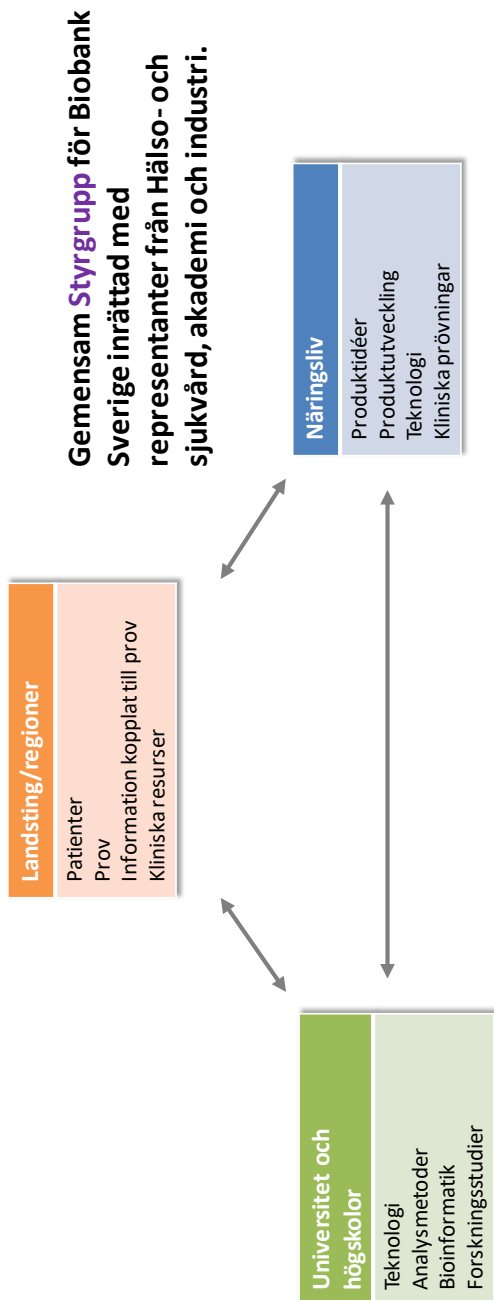 Landsting/regioner
Patienter
Prov
Information kopplat till prov
Kliniska resurser
Gemensam Styrgrupp för Biobank
Sverige inrättad med
representanter från Hälso- och
sjukvård, akademi och industri.
Universitet och
högskolor
Teknologi
Analysmetoder
Bioinformatik
Forskningsstudier
Näringsliv
Produktidéer
Produktutveckling
Teknologi
Kliniska prövningar